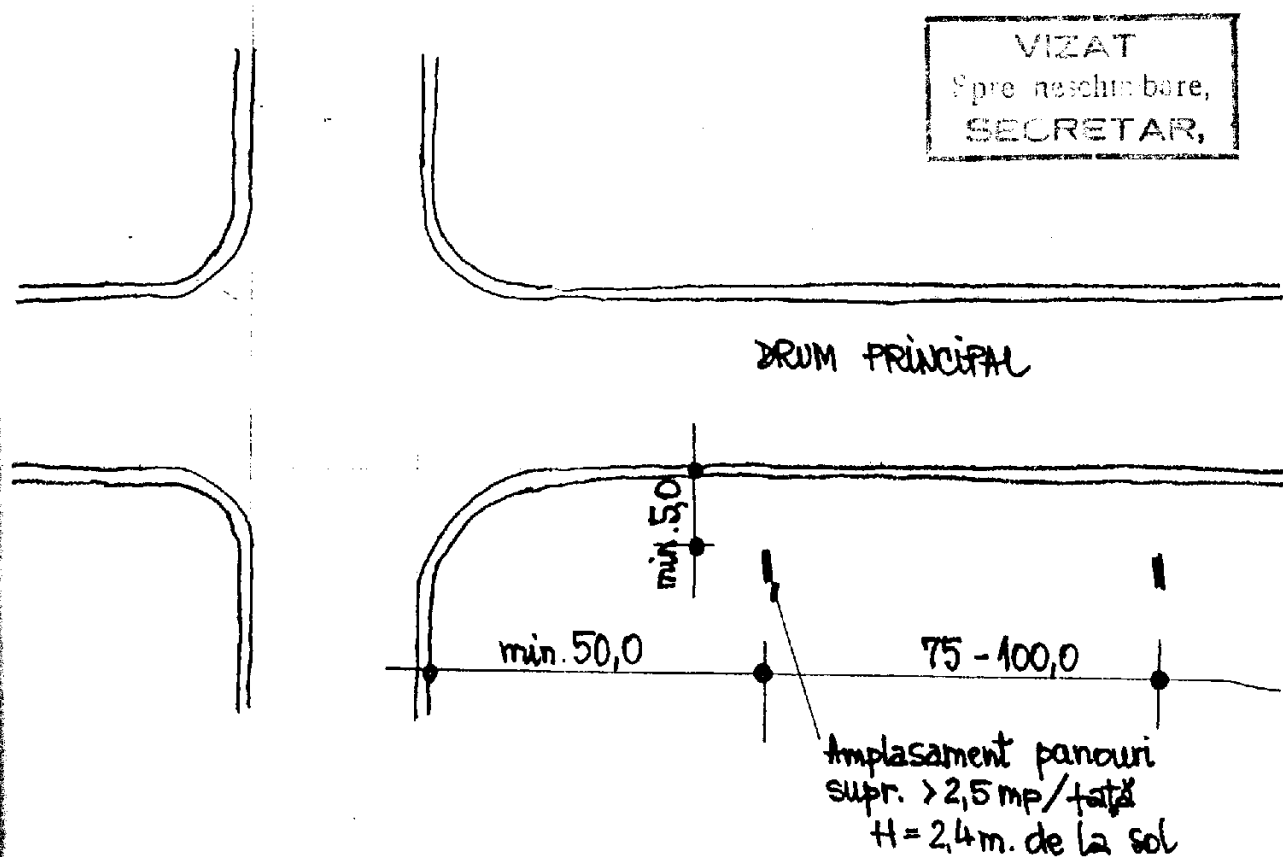 VIZAT
Spre neschimbare,
SECRETAR,
DRUM PRINCIPAL
min. 5,0
min. 50,0
75 - 100,0
Amplasament panouri
supr. > 2,5 mp/față
H = 2,4 m. de la sol